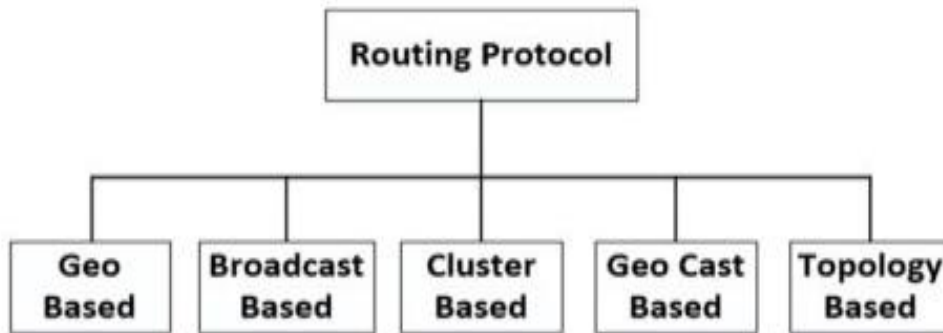 Routing Protocol
Geo
Based
Broadcast
Based
Cluster
Based
Geo Cast
Based
Topology
Based